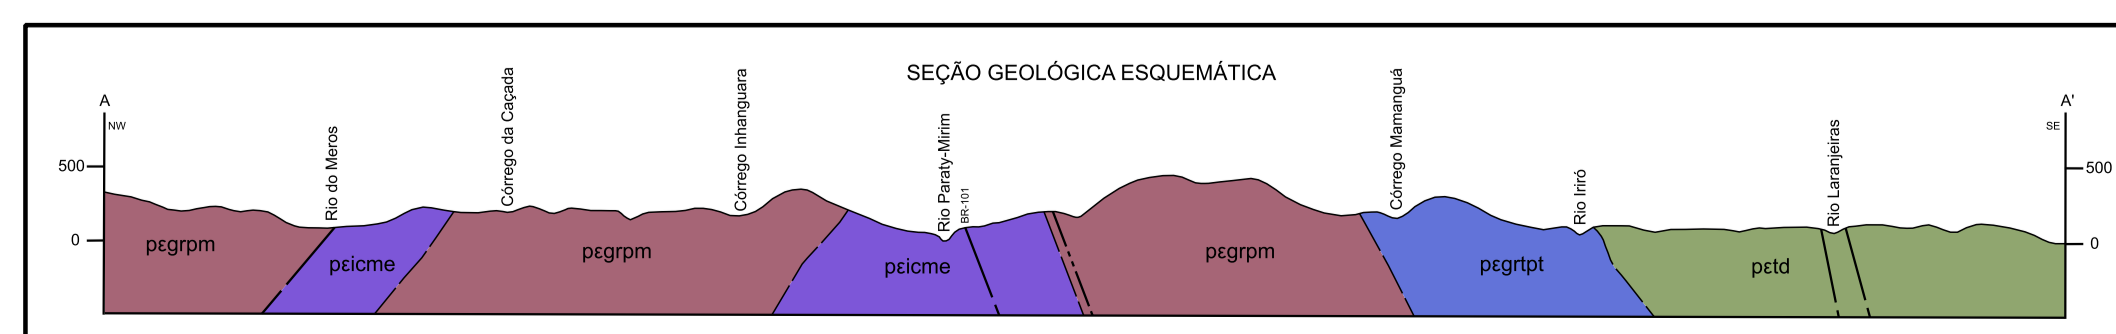 SEÇÃO GEOLÓGICA ESQUEMÁTICA
A
NW
A'
SE
500
0
500
0
Rio do Meros
Córrego da Caçada
Córrego Inhanguara
Rio Paraty-Mirim
BR-101
Córrego Mamanguá
Rio Iriró
Rio Laranjeiras
pεgrpm
pεicme
pεgrpm
pεicme
pεgrpm
pεgrtpt
pεtd